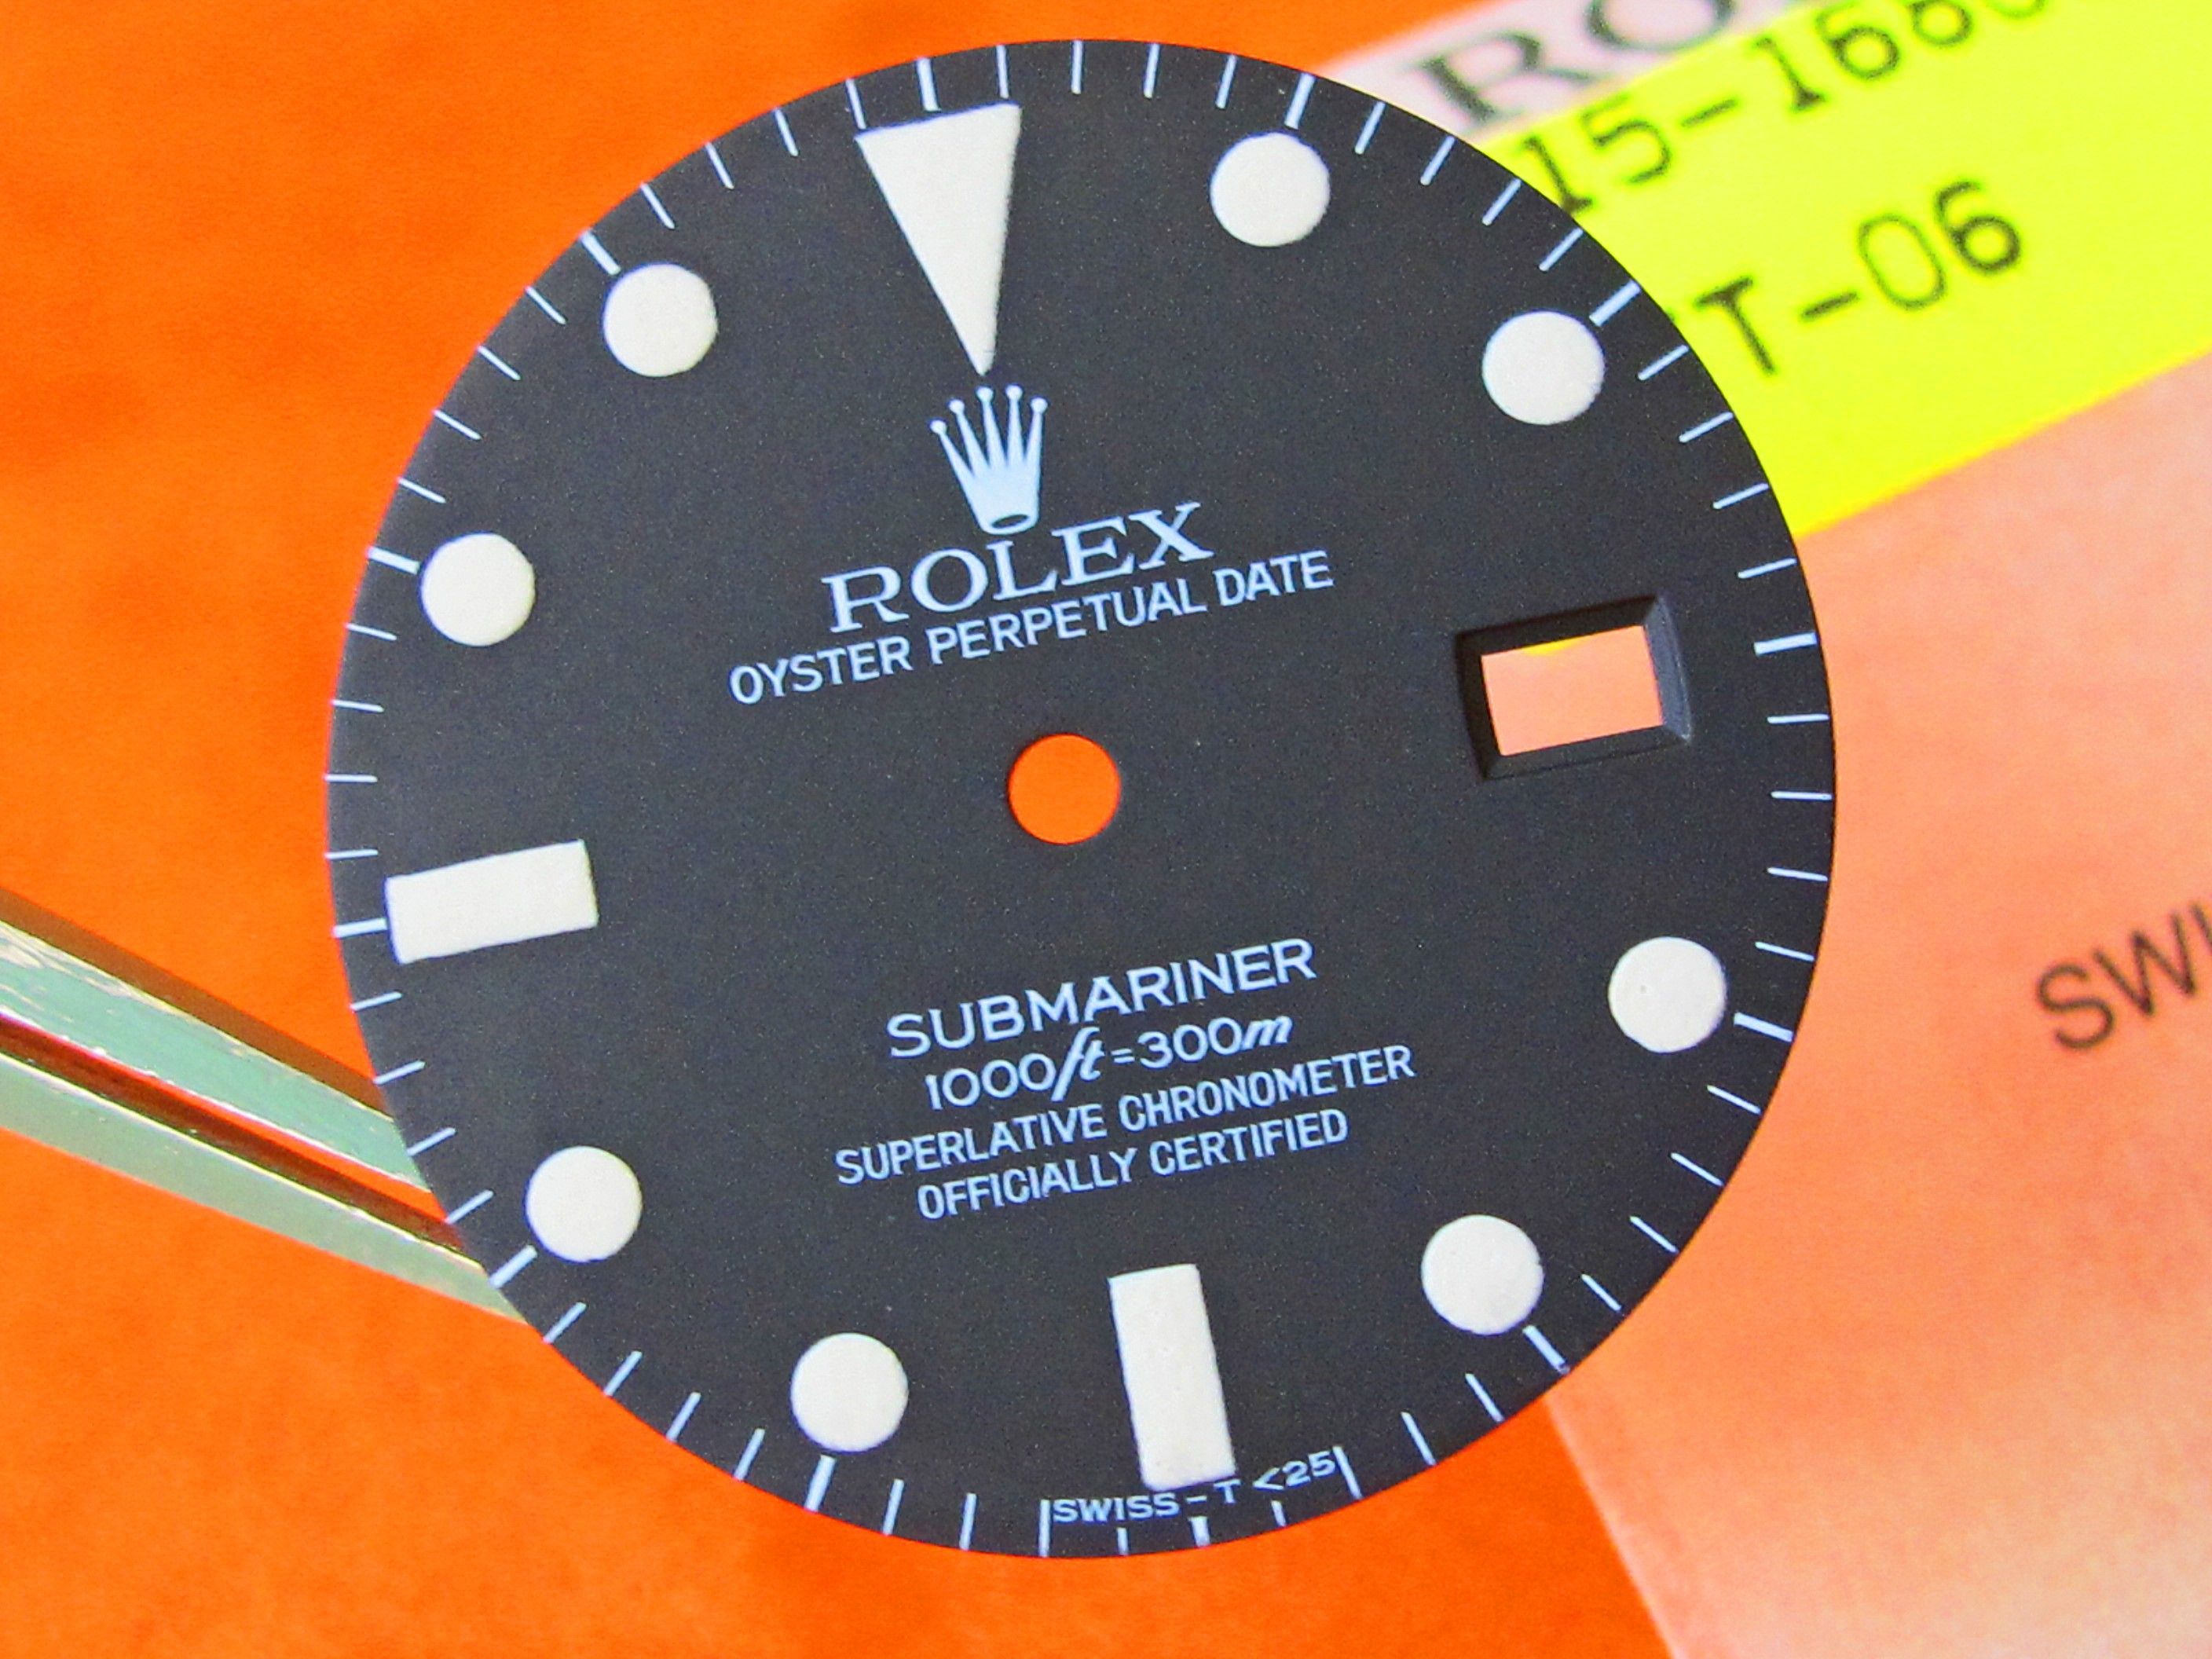 ROLEX
OYSTER PERPETUAL DATE
SUBMARINER
1000ft=300m
SUPERLATIVE CHRONOMETER
OFFICIALLY CERTIFIED
SWISS-T<25
T-06